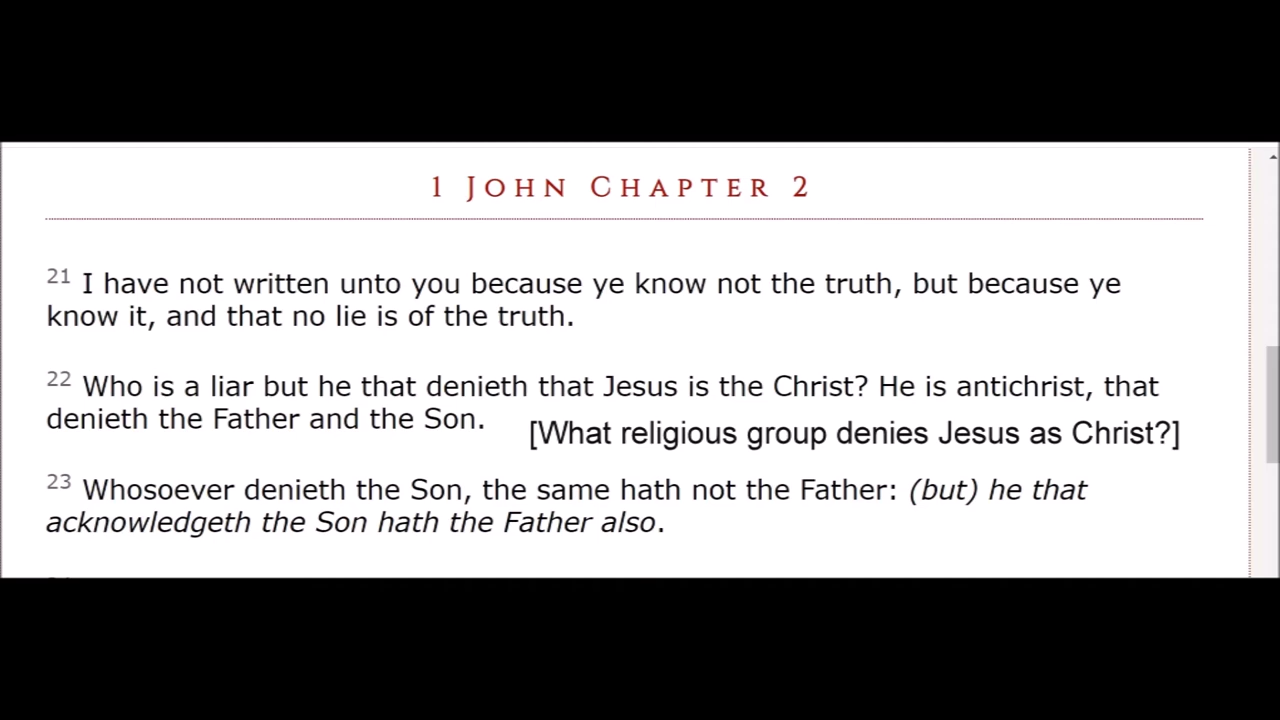 1 John Chapter 2
21 I have not written unto you because ye know not the truth, but because ye
know it, and that no lie is of the truth.
22 Who is a liar but he that denieth that Jesus is the Christ? He is antichrist, that
denieth the Father and the Son.
[What religious group denies Jesus as Christ?]
23 Whosoever denieth the Son, the same hath not the Father: (but) he that
acknowledgeth the Son hath the Father also.